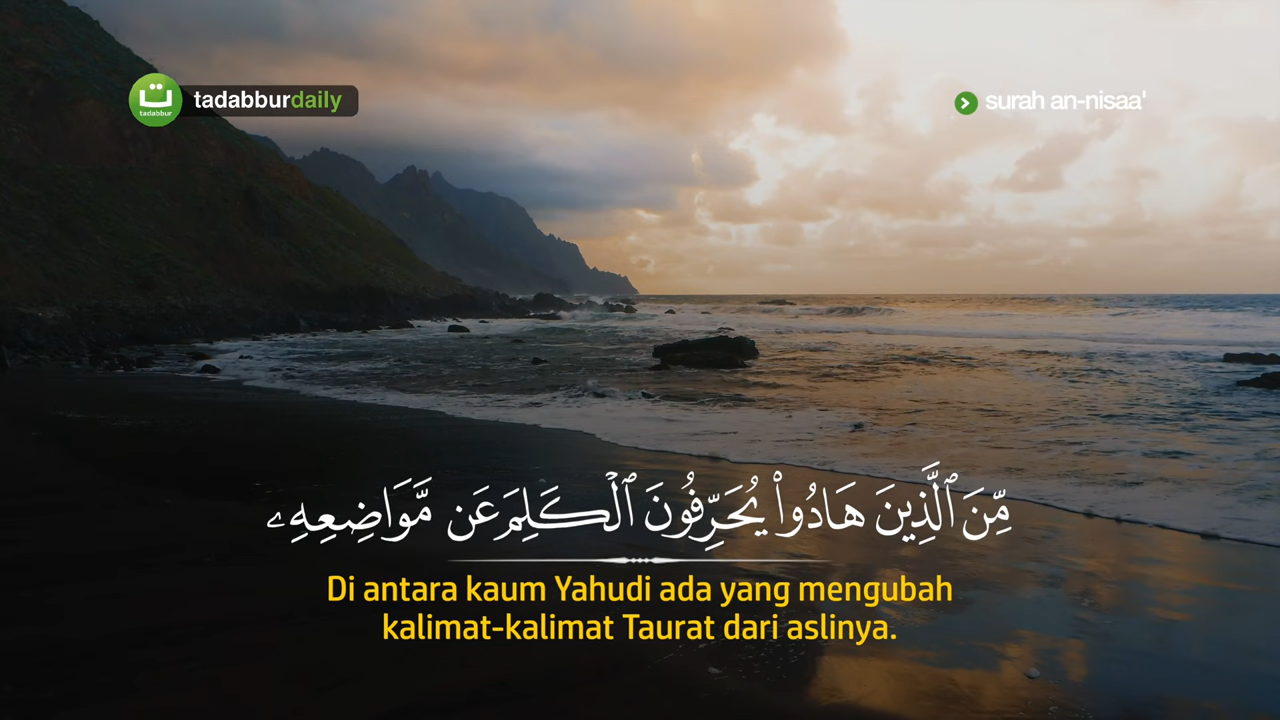 ت
tadabbur
tadabburdaily
surah an-nisaa'
مِّنَ ٱلَّذِينَ هَادُوا۟ يُحَرِّفُونَ ٱلْكَلِمَ عَن مَّوَاضِعِهِۦ
Di antara kaum Yahudi ada yang mengubah
kalimat-kalimat Taurat dari aslinya.